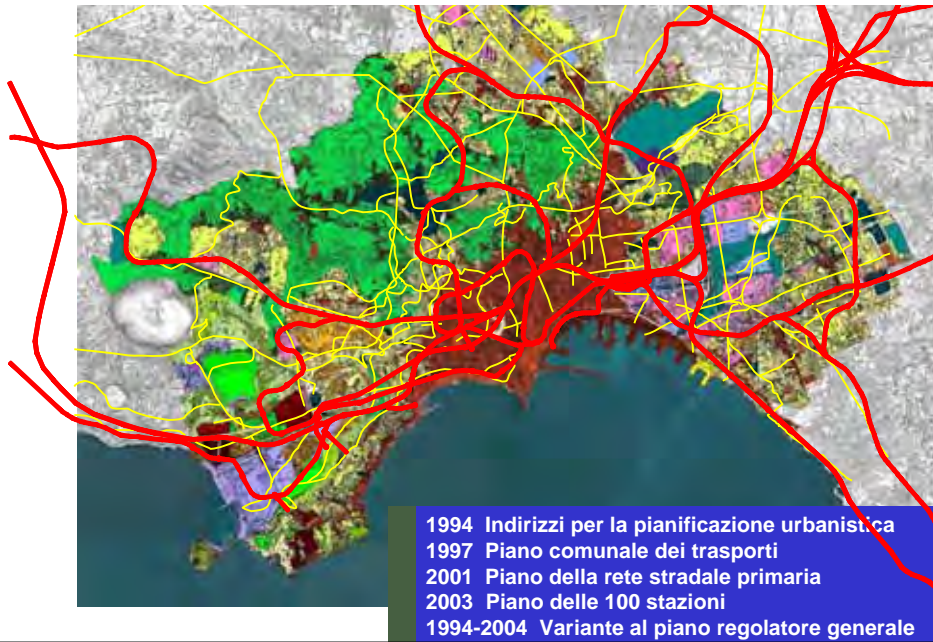 1994 Indirizzi per la pianificazione urbanistica
1997 Piano comunale dei trasporti
2001 Piano della rete stradale primaria
2003 Piano delle 100 stazioni
1994-2004 Variante al piano regolatore generale